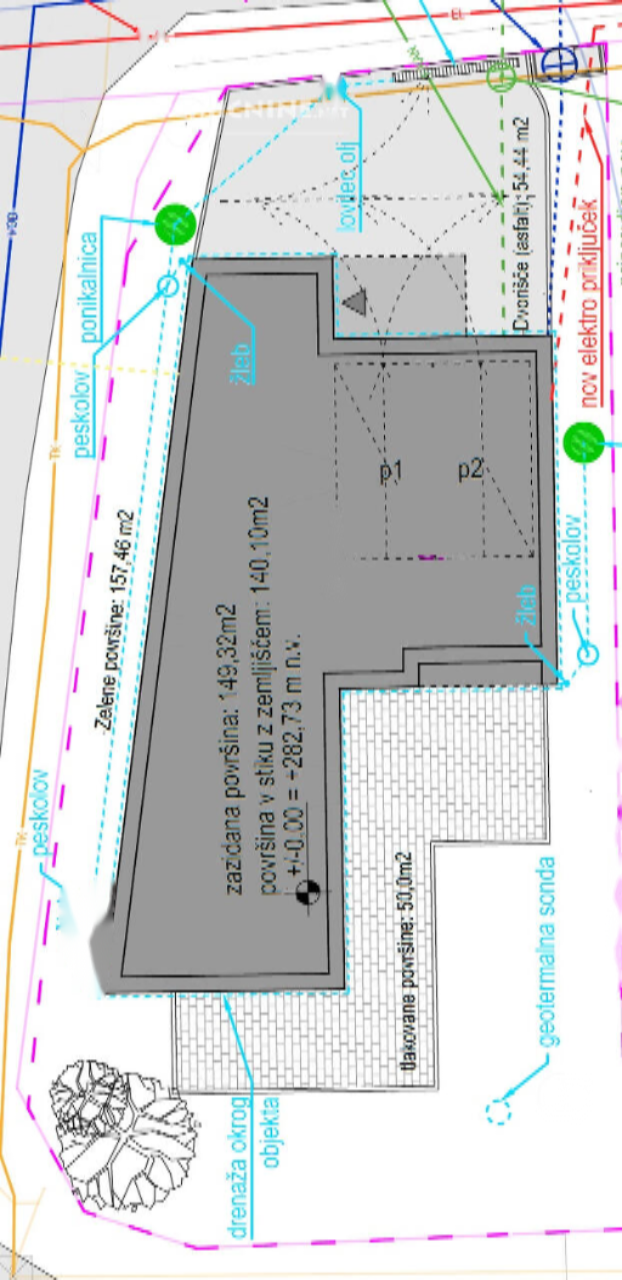 EL
lovilec olj
Dvorišče (asfalt): 54,44 m2
nov elektro priključek
ponikalnica
peskolov
žleb
TK
Zelene površine: 157,46 m2
p1
p2
zazidana površina: 149,32m2
površina v stiku z zemljiščem: 140,10m2
+/-0,00 = +282,73 m n.v.
žleb
peskolov
TK
peskolov
tlakovane površine: 50,0m2
geotermalna sonda
drenaža okrog
objekta